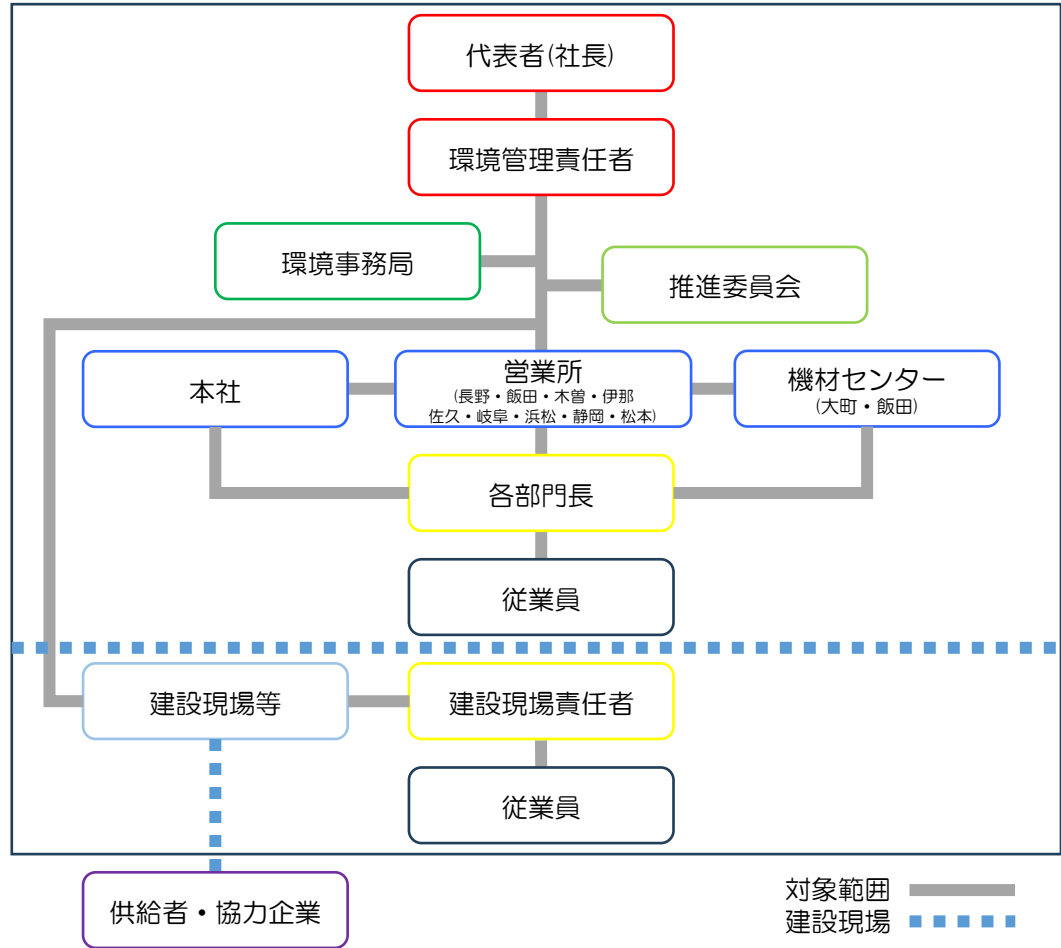 代表者(社長)
環境管理責任者
環境事務局
推進委員会
本社
営業所
(長野・飯田・木曽・伊那
佐久・岐阜・浜松・静岡・松本)
機材センター
(大町・飯田)
各部門長
従業員
建設現場等
建設現場責任者
従業員
供給者・協力企業
対象範囲
建設現場